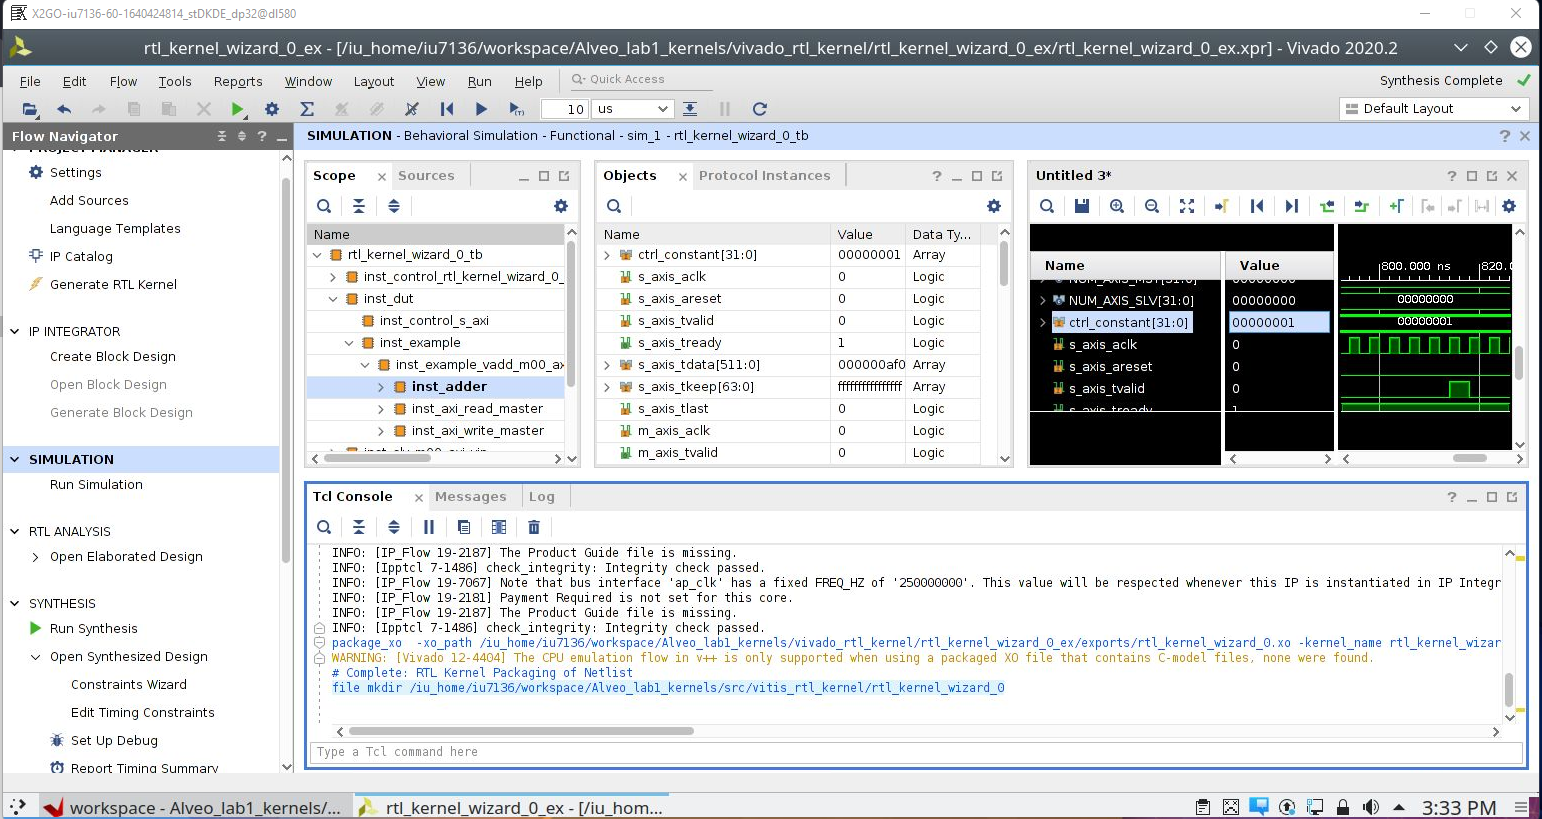 X2GO-iu7136-60-1640424814_stDKDE_dp32@dl580
rtl_kernel_wizard_0_ex - [/iu_home/iu7136/workspace/Alveo_lab1_kernels/vivado_rtl_kernel/rtl_kernel_wizard_0_ex/rtl_kernel_wizard_0_ex.xpr] - Vivado 2020.2
File Edit Flow Tools Reports Window Layout View Run Help Quick Access Synthesis Complete
10 us Default Layout
Flow Navigator
PROJECT MANAGER
Settings
Add Sources
Language Templates
IP Catalog
Generate RTL Kernel
IP INTEGRATOR
Create Block Design
Open Block Design
Generate Block Design
SIMULATION
Run Simulation
RTL ANALYSIS
Open Elaborated Design
SYNTHESIS
Run Synthesis
Open Synthesized Design
Constraints Wizard
Edit Timing Constraints
Set Up Debug
Report Timing Summary
SIMULATION - Behavioral Simulation - Functional - sim_1 - rtl_kernel_wizard_0_tb
Scope Sources
Name
rtl_kernel_wizard_0_tb
inst_control_rtl_kernel_wizard_0_
inst_dut
inst_control_s_axi
inst_example
inst_example_vadd_m00_ax
inst_adder
inst_axi_read_master
inst_axi_write_master
Objects Protocol Instances
Name Value Data Ty...
ctrl_constant[31:0] 00000001 Array
s_axis_aclk 0 Logic
s_axis_areset 0 Logic
s_axis_tvalid 0 Logic
s_axis_tready 1 Logic
s_axis_tdata[511:0] 000000af0 Array
s_axis_tkeep[63:0] ffffffffffffffff Array
s_axis_tlast 0 Logic
m_axis_aclk 0 Logic
m_axis_tvalid 0 Logic
Untitled 3*
Name Value 800.000 ns 820.0
NUM_AXIS_MST[31:0] 00000000
NUM_AXIS_SLV[31:0] 00000000 00000000
ctrl_constant[31:0] 00000001 00000001
s_axis_aclk 0
s_axis_areset 0
s_axis_tvalid 0
s_axis_tready 1
Tcl Console Messages Log
INFO: [IP_Flow 19-2187] The Product Guide file is missing.
INFO: [Ipptcl 7-1486] check_integrity: Integrity check passed.
INFO: [IP_Flow 19-7067] Note that bus interface 'ap_clk' has a fixed FREQ_HZ of '250000000'. This value will be respected whenever this IP is instantiated in IP Integr
INFO: [IP_Flow 19-2181] Payment Required is not set for this core.
INFO: [IP_Flow 19-2187] The Product Guide file is missing.
INFO: [Ipptcl 7-1486] check_integrity: Integrity check passed.
package_xo -xo_path /iu_home/iu7136/workspace/Alveo_lab1_kernels/vivado_rtl_kernel/rtl_kernel_wizard_0_ex/exports/rtl_kernel_wizard_0.xo -kernel_name rtl_kernel_wizar
WARNING: [Vivado 12-4404] The CPU emulation flow in v++ is only supported when using a packaged XO file that contains C-model files, none were found.
# Complete: RTL Kernel Packaging of Netlist
file mkdir /iu_home/iu7136/workspace/Alveo_lab1_kernels/src/vitis_rtl_kernel/rtl_kernel_wizard_0
Type a Tcl command here
workspace - Alveo_lab1_kernels/... rtl_kernel_wizard_0_ex - [/iu_hom... 3:33 PM